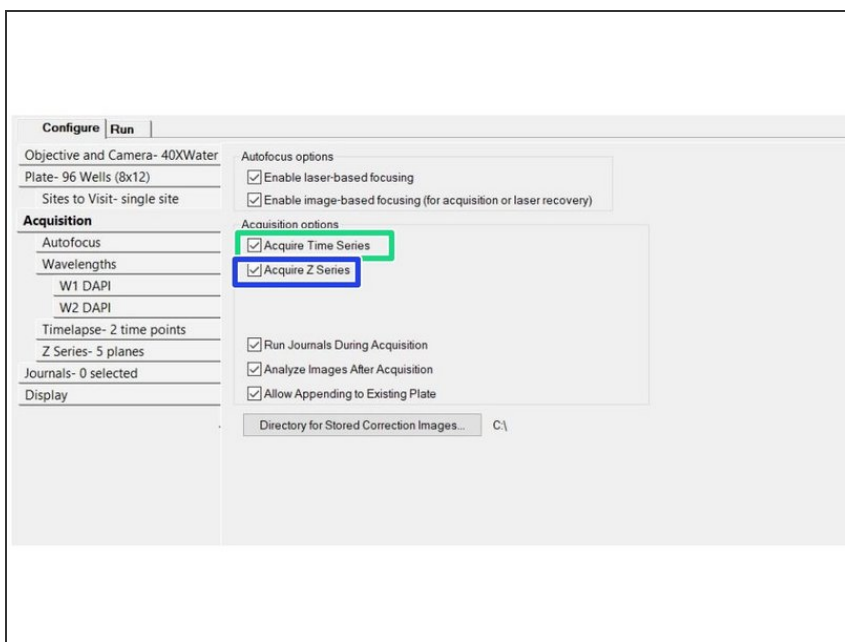 Configure Run
Objective and Camera- 40XWater
Plate- 96 Wells (8x12)
Sites to Visit- single site
Acquisition
Autofocus
Wavelengths
W1 DAPI
W2 DAPI
Timelapse- 2 time points
Z Series- 5 planes
Journals- 0 selected
Display
Autofocus options
Enable laser-based focusing
Enable image-based focusing (for acquisition or laser recovery)
Acquisition options
Acquire Time Series
Acquire Z Series
Run Journals During Acquisition
Analyze Images After Acquisition
Allow Appending to Existing Plate
Directory for Stored Correction Images... C:\